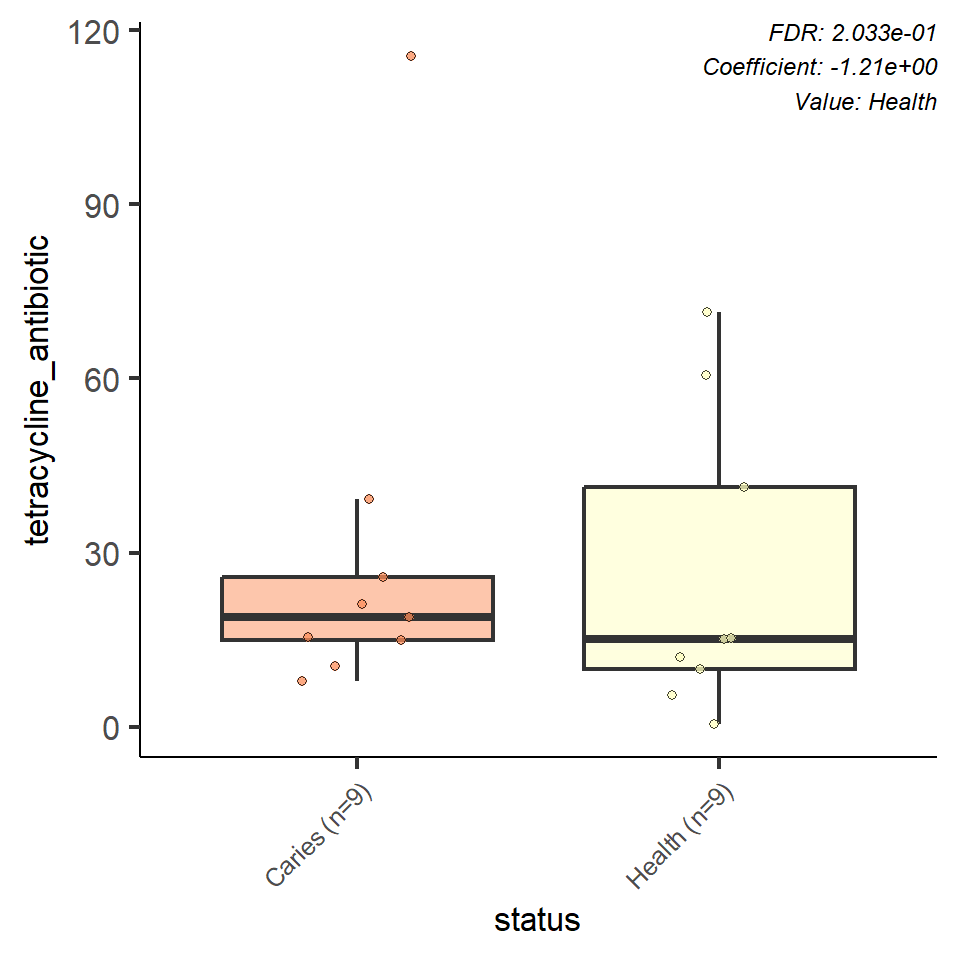 FDR: 2.033e-01
Coefficient: -1.21e+00
Value: Health
120
90
60
30
0
tetracycline_antibiotic
Caries (n=9)
Health (n=9)
status